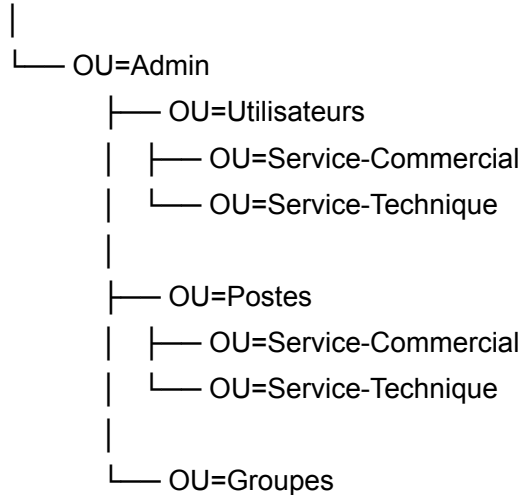 OU=Admin
OU=Utilisateurs
OU=Service-Commercial
OU=Service-Technique
OU=Postes
OU=Service-Commercial
OU=Service-Technique
OU=Groupes